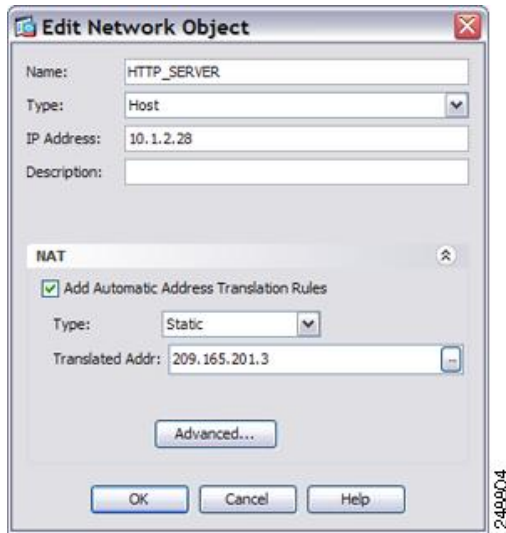 Edit Network Object
Name: HTTP_SERVER
Type: Host
IP Address: 10.1.2.28
Description:
NAT
Add Automatic Address Translation Rules
Type: Static
Translated Addr: 209.165.201.3 ...
Advanced...
OK Cancel Help
248804